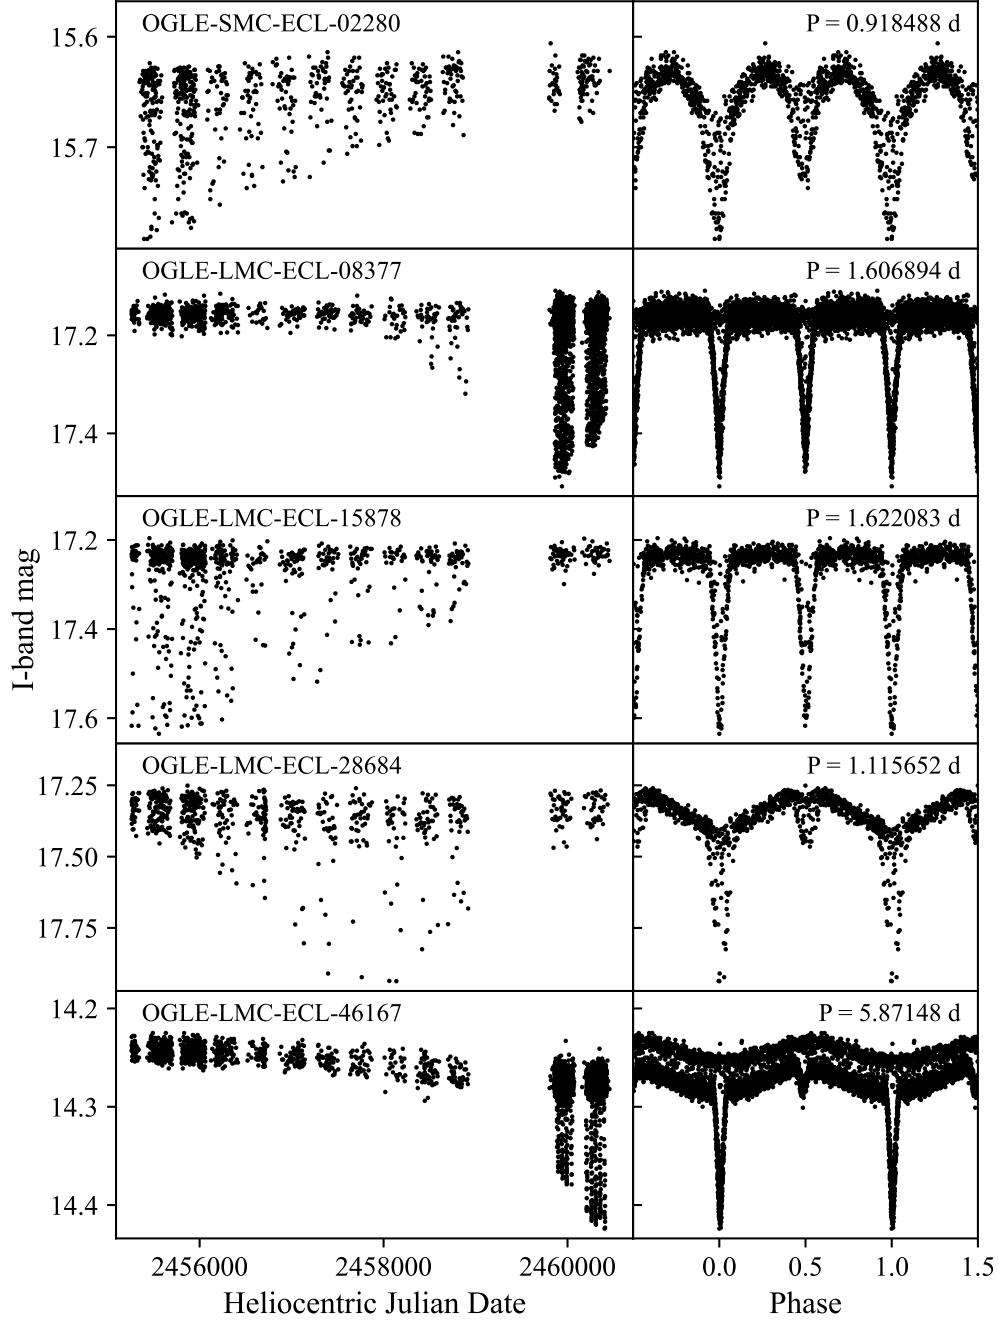 OGLE-SMC-ECL-02280
P = 0.918488 d
15.6
15.7
OGLE-LMC-ECL-08377
P = 1.606894 d
17.2
17.4
OGLE-LMC-ECL-15878
P = 1.622083 d
17.2
17.4
17.6
I-band mag
OGLE-LMC-ECL-28684
P = 1.115652 d
17.25
17.50
17.75
OGLE-LMC-ECL-46167
P = 5.87148 d
14.2
14.3
14.4
2456000 2458000 2460000 0.0 0.5 1.0 1.5
Heliocentric Julian Date Phase